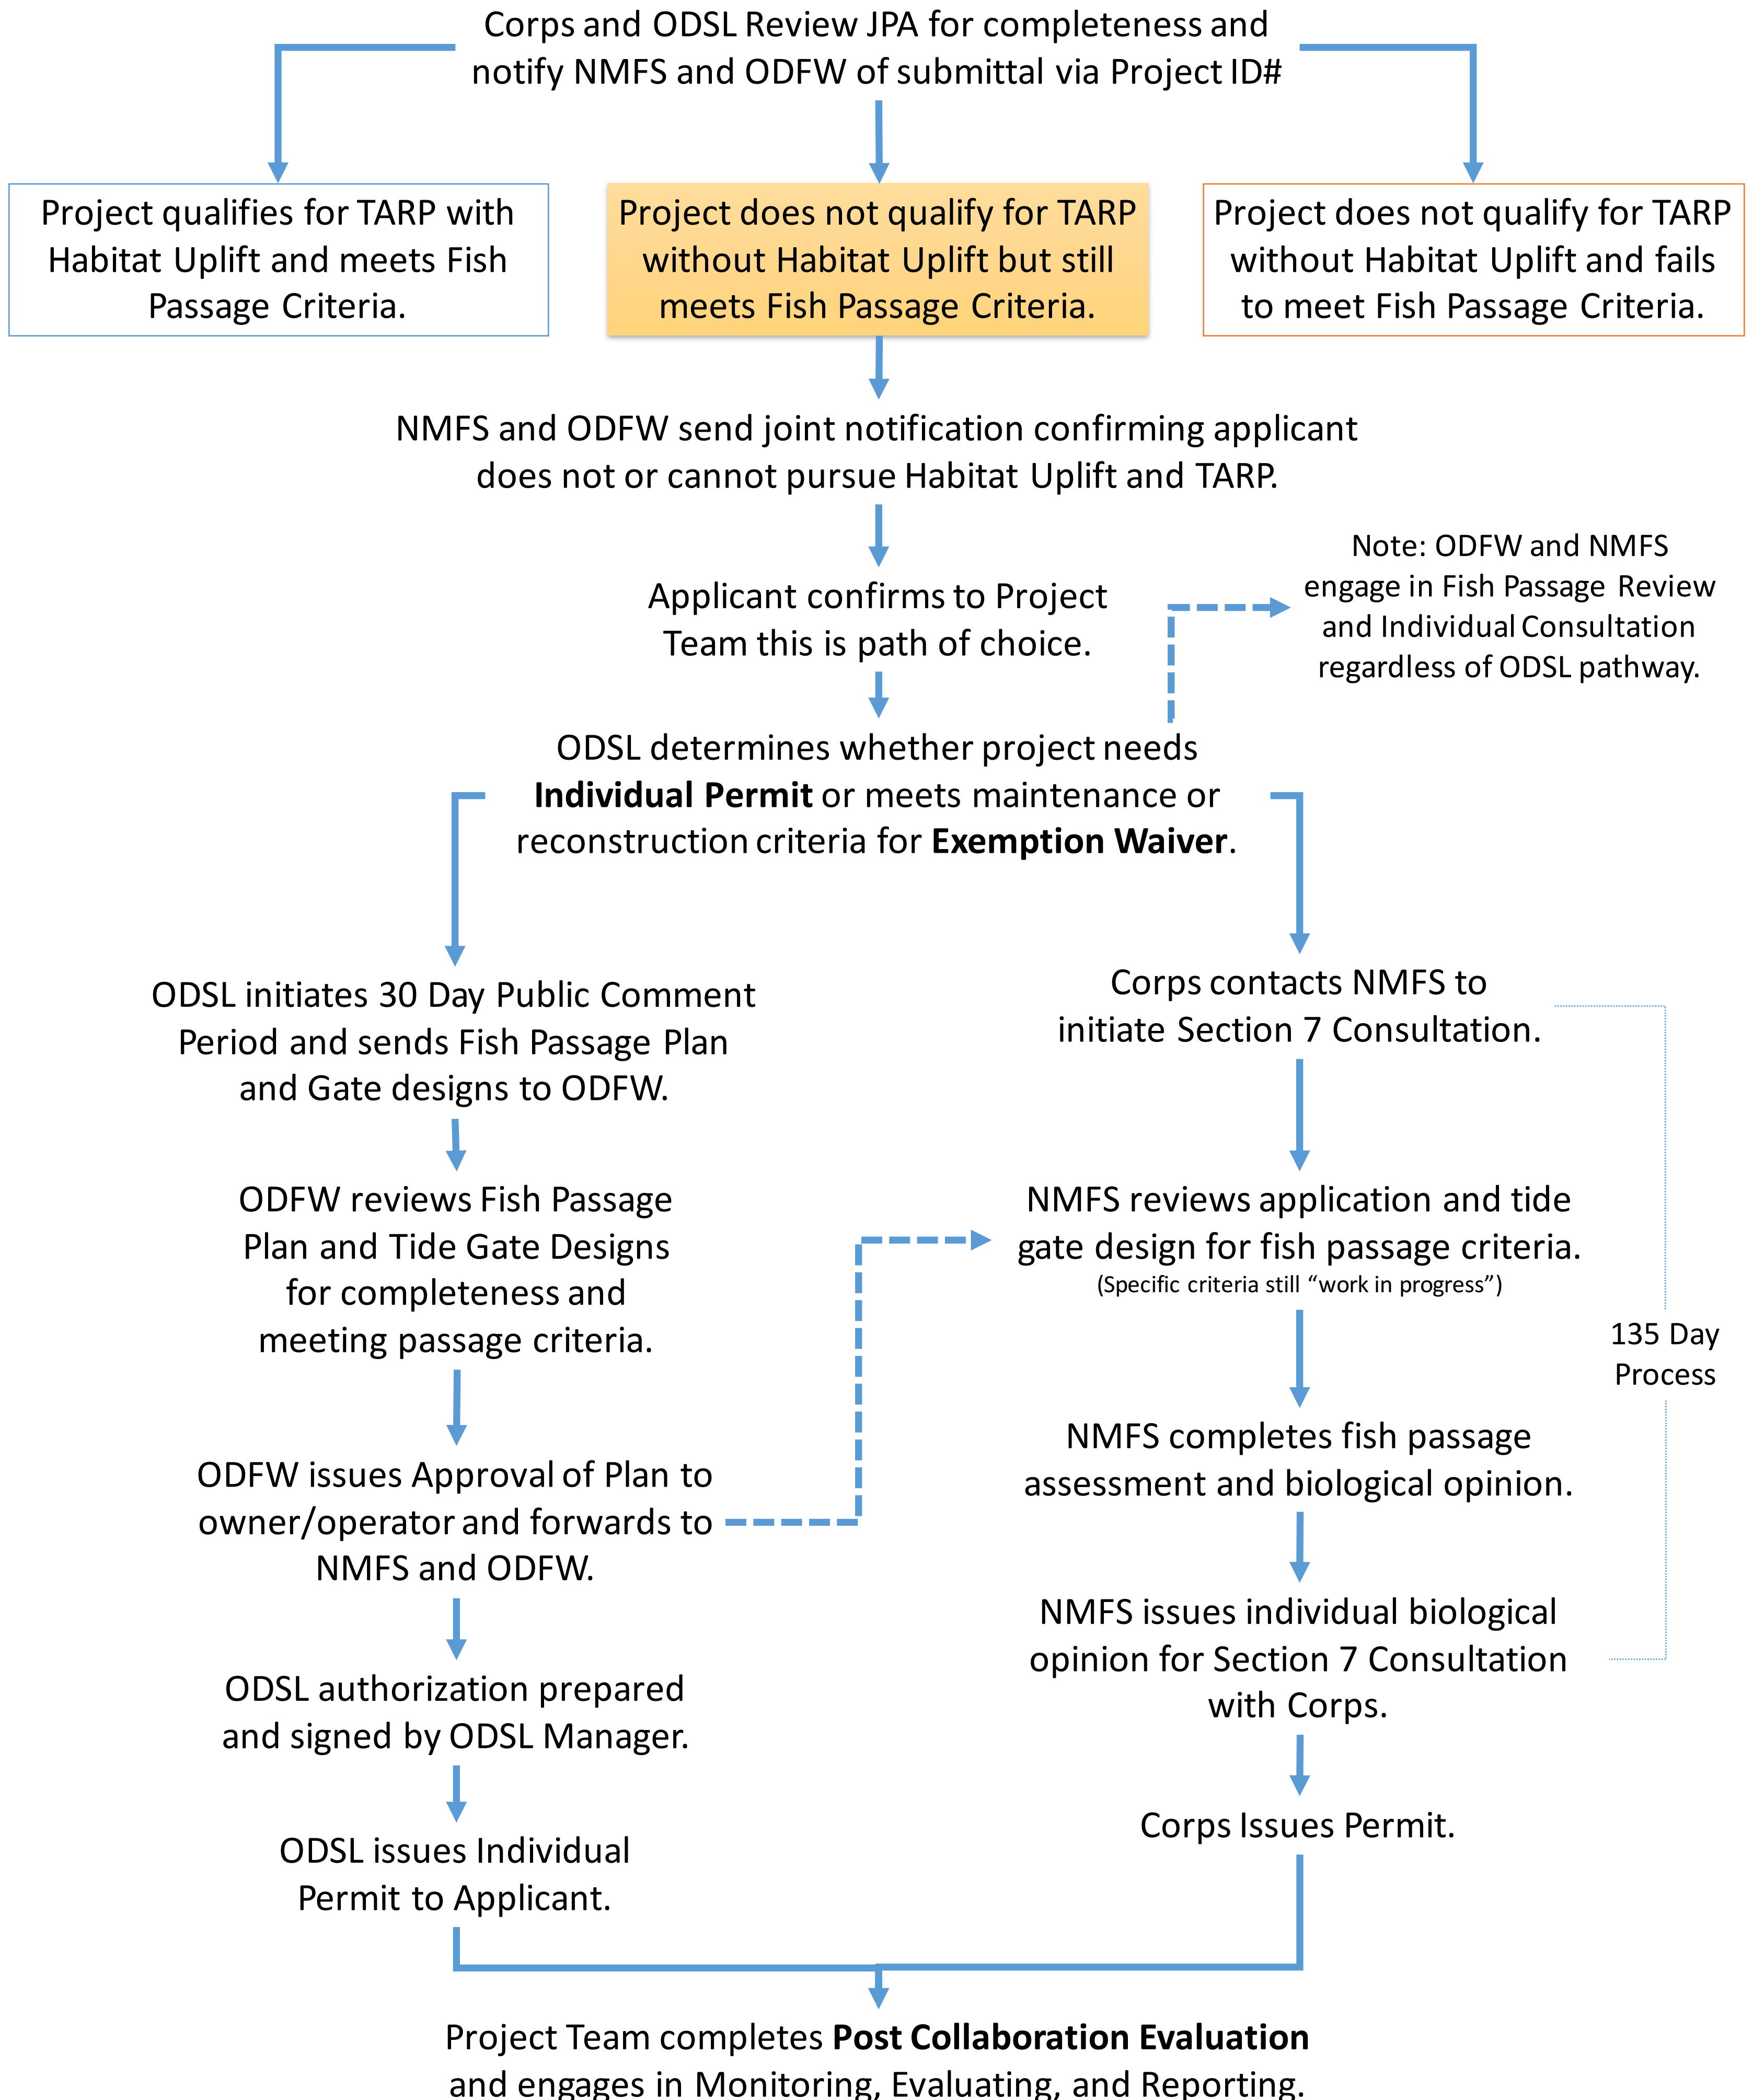 Corps and ODSL Review JPA for completeness and
notify NMFS and ODFW of submittal via Project ID#
Project qualifies for TARP with
Habitat Uplift and meets Fish
Passage Criteria.
Project does not qualify for TARP
without Habitat Uplift but still
meets Fish Passage Criteria.
Project does not qualify for TARP
without Habitat Uplift and fails
to meet Fish Passage Criteria.
NMFS and ODFW send joint notification confirming applicant
does not or cannot pursue Habitat Uplift and TARP.
Note: ODFW and NMFS
engage in Fish Passage Review
and Individual Consultation
regardless of ODSL pathway.
Applicant confirms to Project
Team this is path of choice.
ODSL determines whether project needs
Individual Permit or meets maintenance or
reconstruction criteria for Exemption Waiver.
ODSL initiates 30 Day Public Comment
Period and sends Fish Passage Plan
and Gate designs to ODFW.
ODFW reviews Fish Passage
Plan and Tide Gate Designs
for completeness and
meeting passage criteria.
ODFW issues Approval of Plan to
owner/operator and forwards to
NMFS and ODFW.
ODSL authorization prepared
and signed by ODSL Manager.
ODSL issues Individual
Permit to Applicant.
Corps contacts NMFS to
initiate Section 7 Consultation.
NMFS reviews application and tide
gate design for fish passage criteria.
(Specific criteria still “work in progress”)
135 Day
Process
NMFS completes fish passage
assessment and biological opinion.
NMFS issues individual biological
opinion for Section 7 Consultation
with Corps.
Corps Issues Permit.
Project Team completes Post Collaboration Evaluation
and engages in Monitoring, Evaluating, and Reporting.